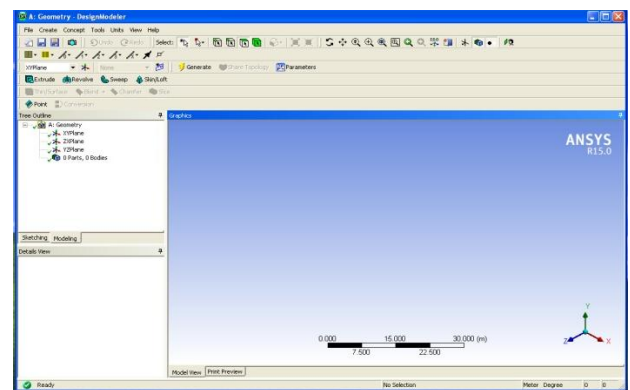 A: Geometry - DesignModeler
File Create Concept Tools Units View Help
Undo Redo Select:
XYPlane None Generate Share Topology Parameters
Extrude Revolve Sweep Skin/Loft
Thin/Surface Blend Chamfer Slice
Point Conversion
Tree Outline Graphics
A: Geometry
XYPlane
ZXPlane
YZPlane
0 Parts, 0 Bodies
ANSYS
R15.0
Sketching Modeling
Details View
Y
Z X
0.000 15.000 30.000 (m)
7.500 22.500
Model View Print Preview
Ready No Selection Meter Degree 0 0